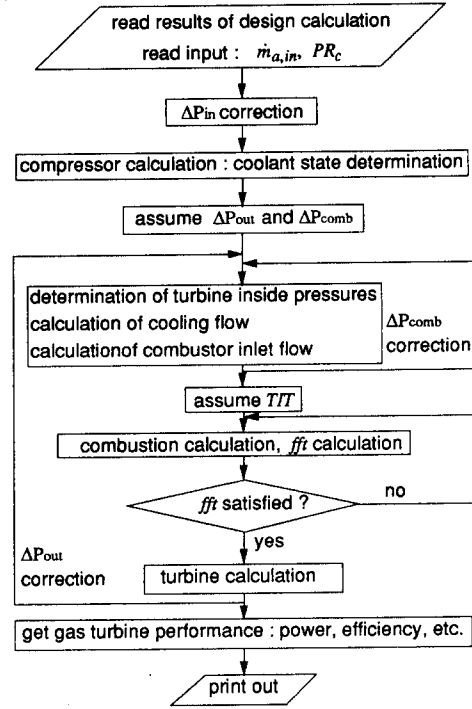 read results of design calculation
read input : ṁa,in, PRc
ΔPin correction
compressor calculation : coolant state determination
assume ΔPout and ΔPcomb
determination of turbine inside pressures
calculation of cooling flow
calculationof combustor inlet flow
ΔPcomb
correction
assume TIT
combustion calculation, fft calculation
fft satisfied ?
no
yes
ΔPout
correction
turbine calculation
get gas turbine performance : power, efficiency, etc.
print out